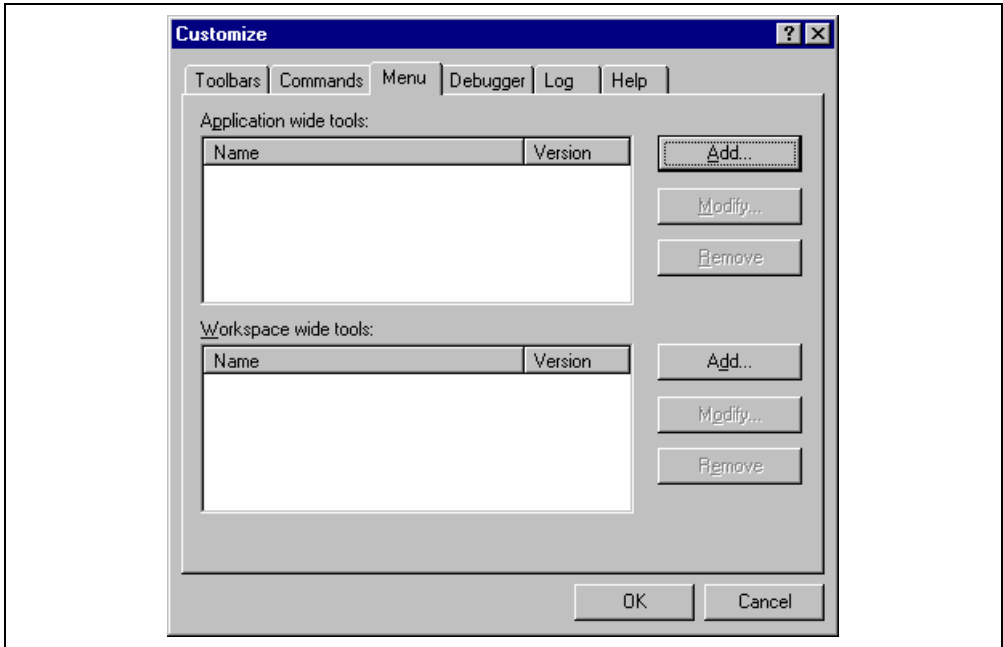 Customize
Toolbars Commands Menu Debugger Log Help
Application wide tools:
Name Version
Add...
Modify...
Remove
Workspace wide tools:
Name Version
Add...
Modify...
Remove
OK Cancel